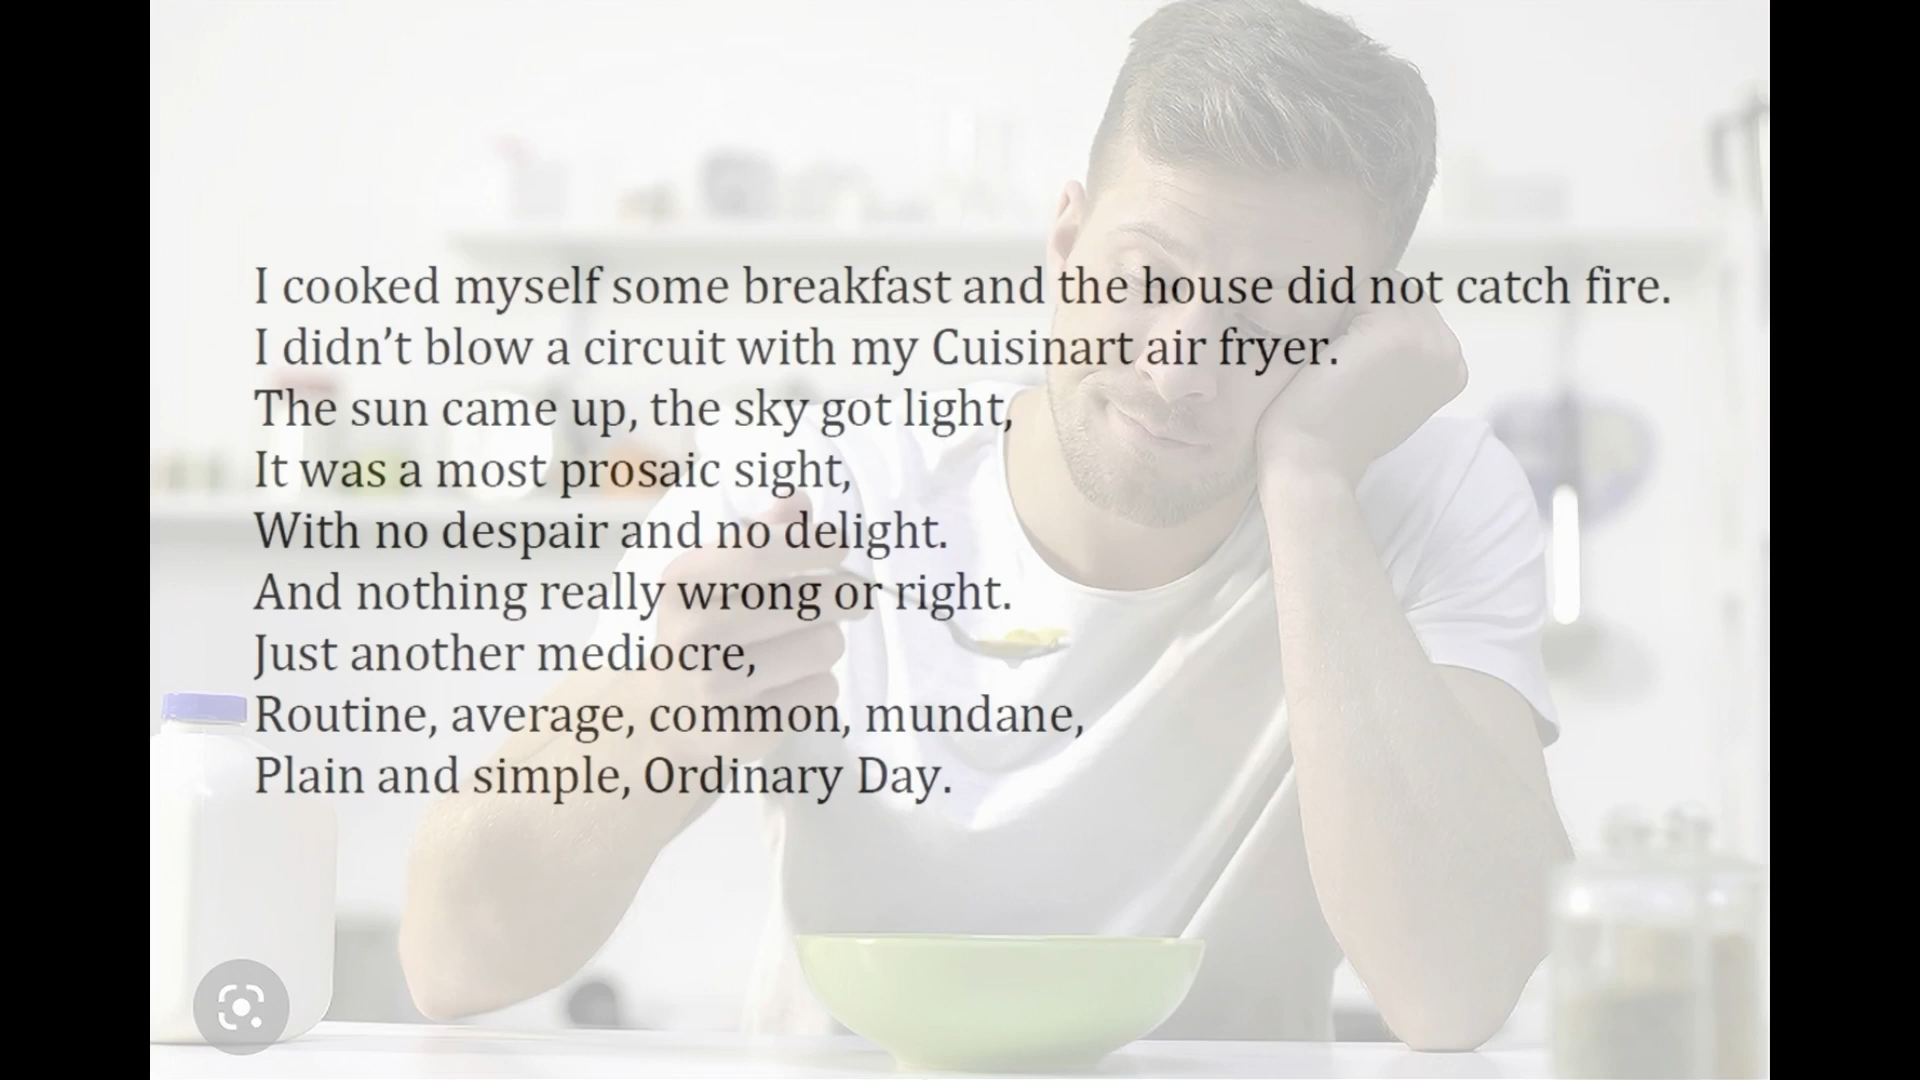 I cooked myself some breakfast and the house did not catch fire.
I didn’t blow a circuit with my Cuisinart air fryer.
The sun came up, the sky got light,
It was a most prosaic sight,
With no despair and no delight.
And nothing really wrong or right.
Just another mediocre,
Routine, average, common, mundane,
Plain and simple, Ordinary Day.